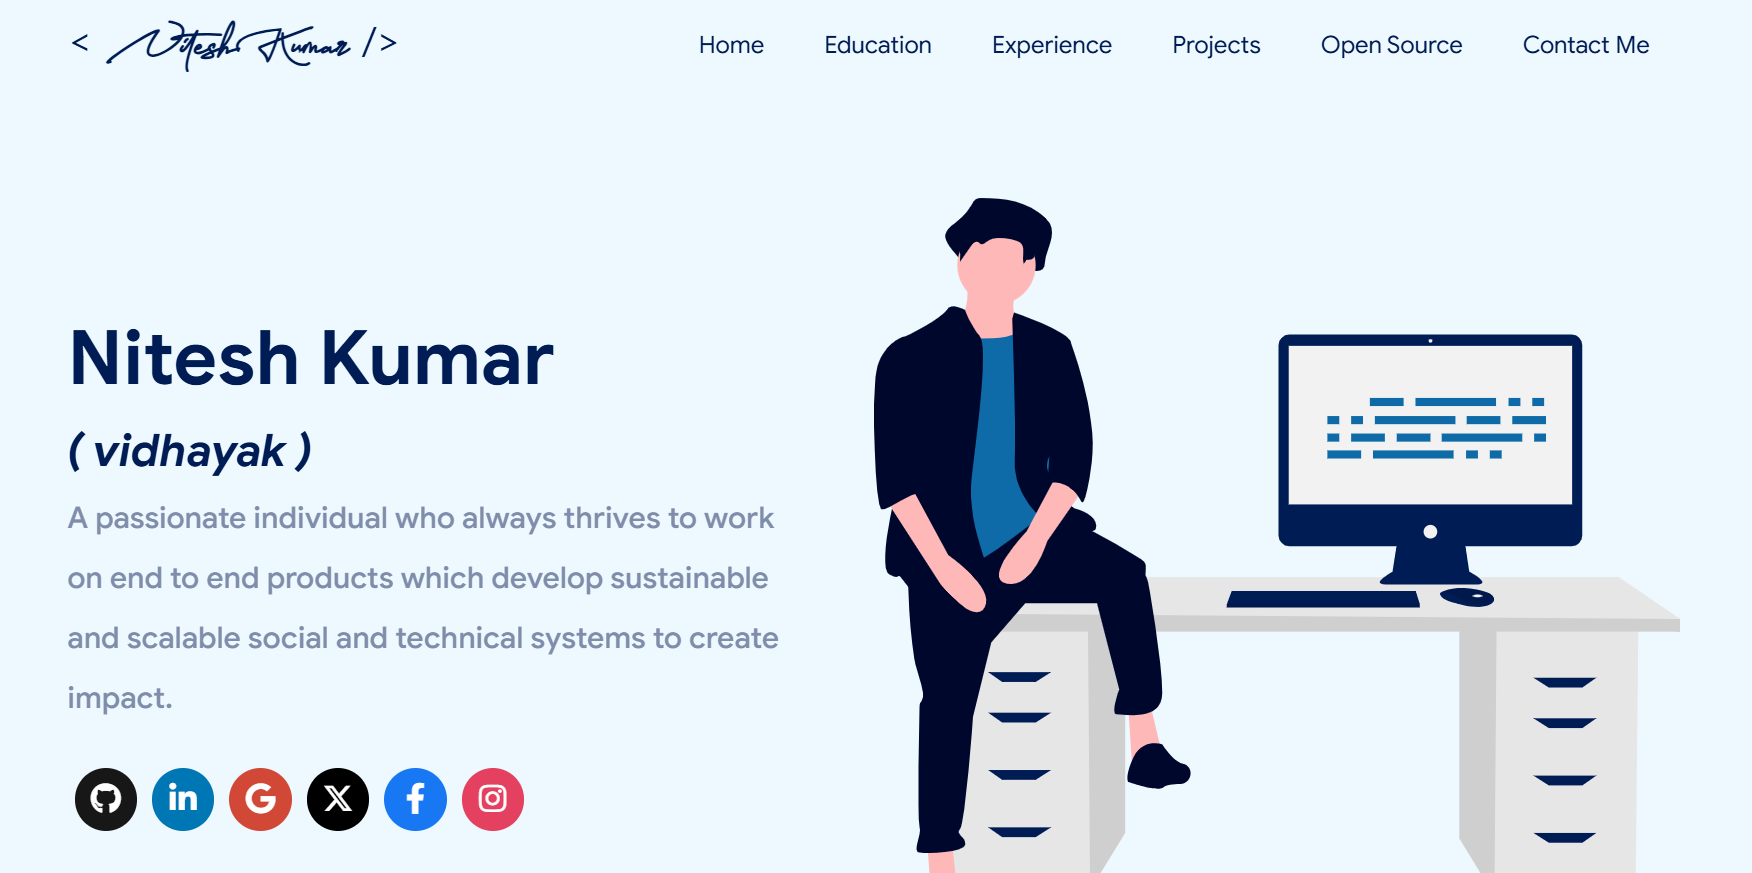 < Nitesh Kumar />
Home Education Experience Projects Open Source Contact Me
Nitesh Kumar
( vidhayak )
A passionate individual who always thrives to work
on end to end products which develop sustainable
and scalable social and technical systems to create
impact.